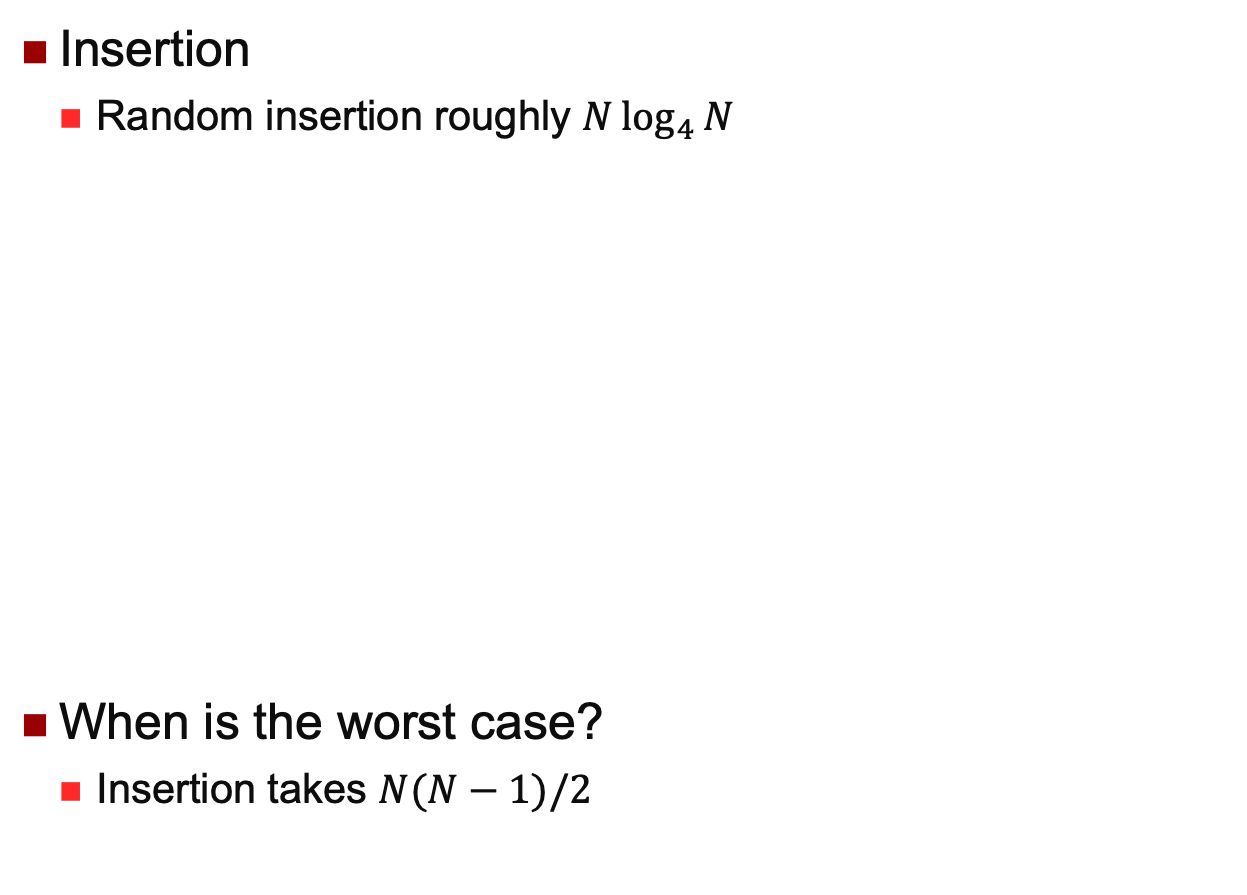 Insertion
Random insertion roughly 𝑁 log₄ 𝑁
When is the worst case?
Insertion takes 𝑁(𝑁 − 1)/2